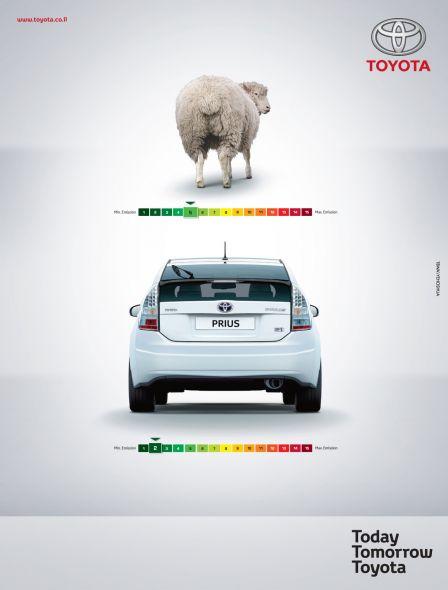 www.toyota.co.il
TOYOTA
Min. Emission 1 2 3 4 5 6 7 8 9 10 11 12 13 14 15 Max. Emission
PRIUS
Min. Emission 1 2 3 4 5 6 7 8 9 10 11 12 13 14 15 Max. Emission
Today
Tomorrow
Toyota